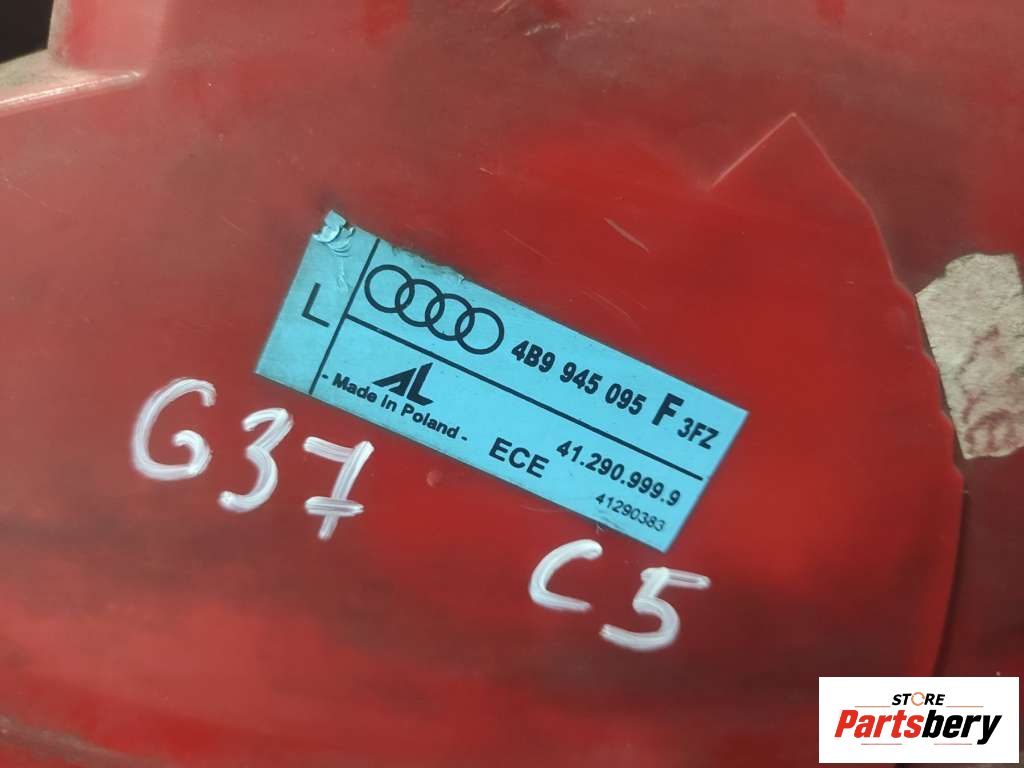 L
4B9 945 095 F 3FZ
AL
- Made in Poland -
ECE
41.290.999.9
41290383
G37
C5
STORE
Partsbery